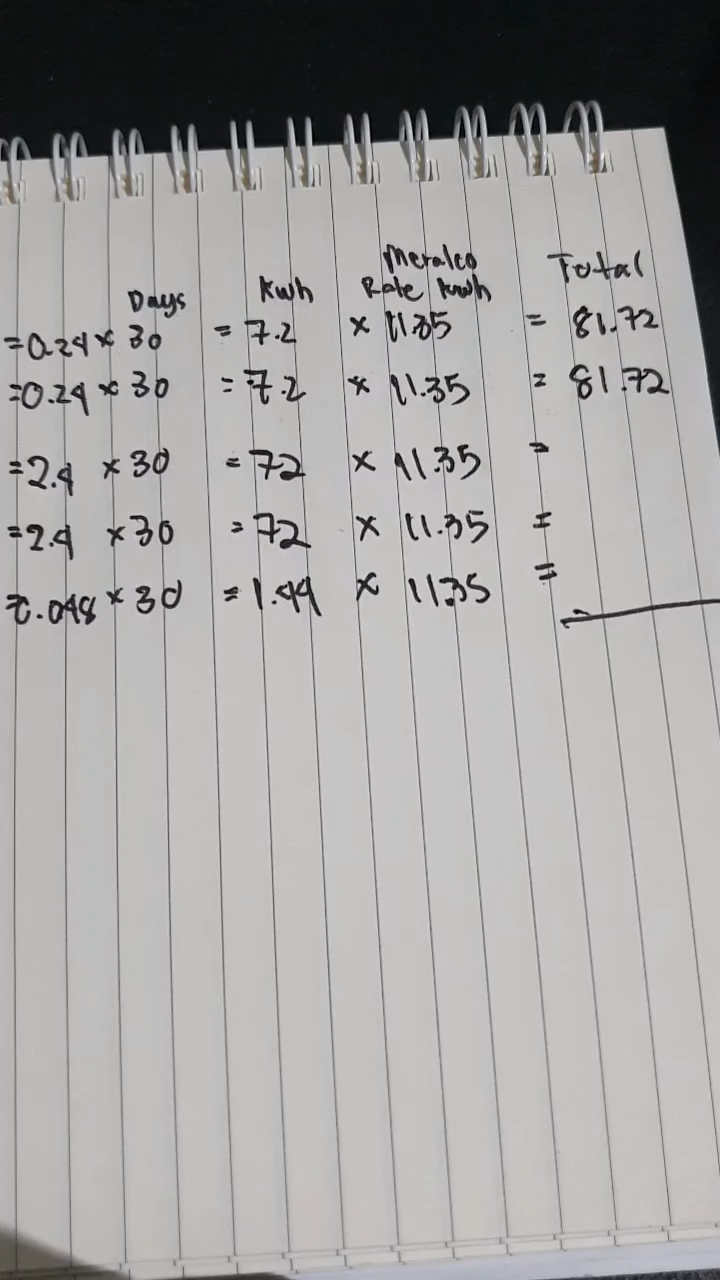 Meralco
Days Kwh Rate Kwh Total
=0.24 x 30 = 7.2 x 11.35 = 81.72
=0.24 x 30 = 7.2 x 11.35 = 81.72
=2.4 x 30 = 72 x 11.35 =
=2.4 x 30 = 72 x 11.35 =
=0.048 x 30 = 1.44 x 11.35 =